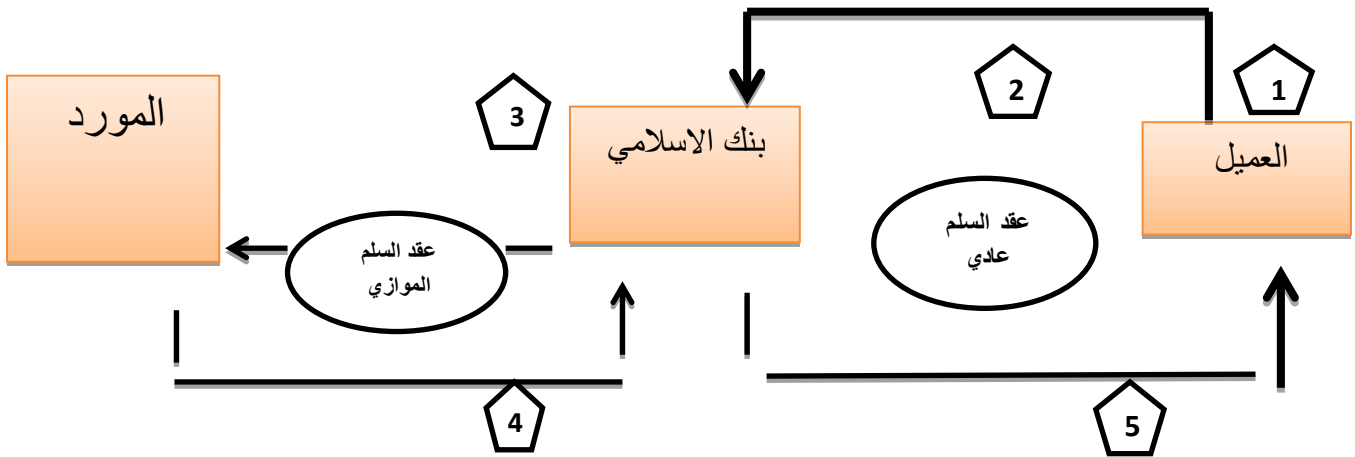 العميل
1
2
بنك الاسلامي
3
المورد
عقد السلم
عادي
عقد السلم
الموازي
4
5